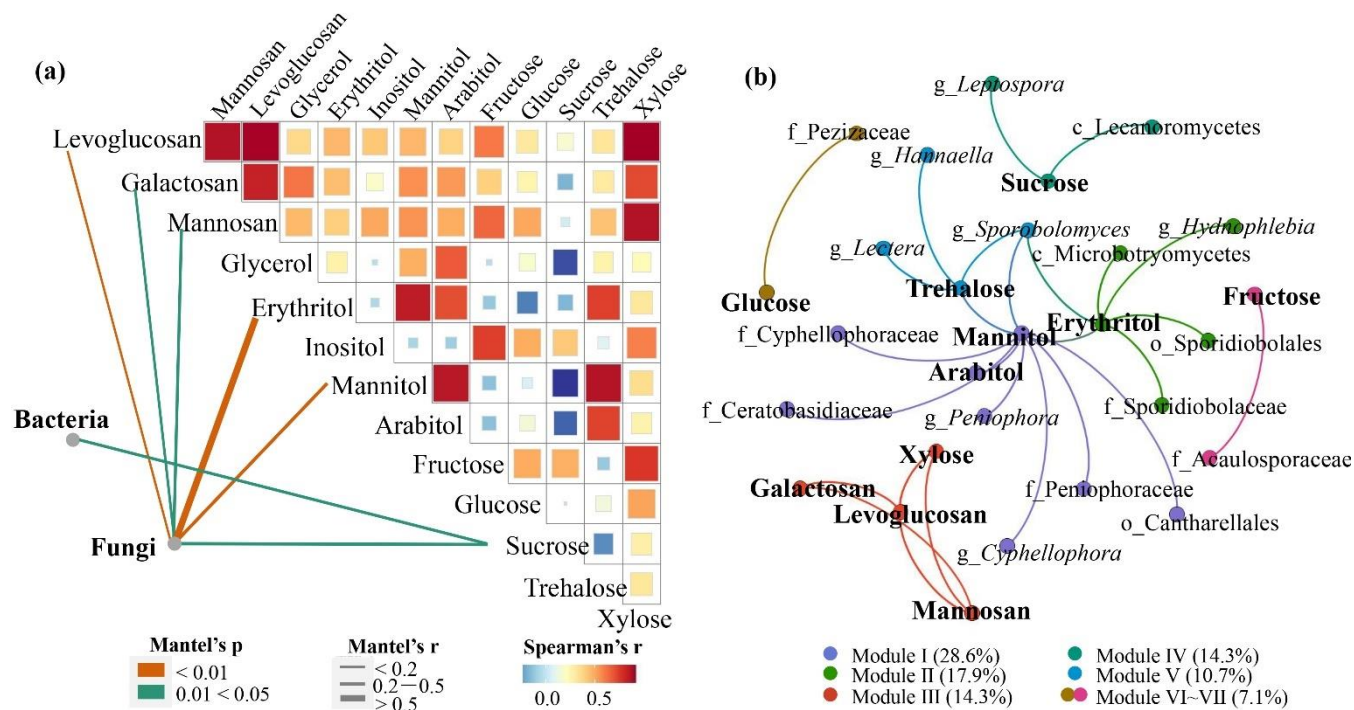 (a)
Mannosan
Levoglucosan
Glycerol
Erythritol
Inositol
Mannitol
Arabitol
Fructose
Glucose
Sucrose
Trehalose
Xylose
Levoglucosan
Galactosan
Mannosan
Glycerol
Erythritol
Inositol
Mannitol
Arabitol
Fructose
Glucose
Sucrose
Trehalose
Xylose
Bacteria
Fungi
Mantel's p
< 0.01
0.01 < 0.05
Mantel's r
< 0.2
0.2－0.5
> 0.5
Spearman's r
0.0 0.5
(b)
g_Leptospora
f_Pezizaceae
c_Lecanoromycetes
g_Hannaella
Sucrose
g_Sporobolomyces
g_Hydnophlebia
g_Lectera
c_Microbotryomycetes
Glucose
Trehalose
Fructose
Erythritol
f_Cyphellophoraceae
Mannitol
o_Sporidiobolales
Arabitol
f_Ceratobasidiaceae
g_Peniophora
f_Sporidiobolaceae
Xylose
f_Acaulosporaceae
Galactosan
f_Peniophoraceae
Levoglucosan
o_Cantharellales
g_Cyphellophora
Mannosan
Module I (28.6%)
Module II (17.9%)
Module III (14.3%)
Module IV (14.3%)
Module V (10.7%)
Module VI~VII (7.1%)